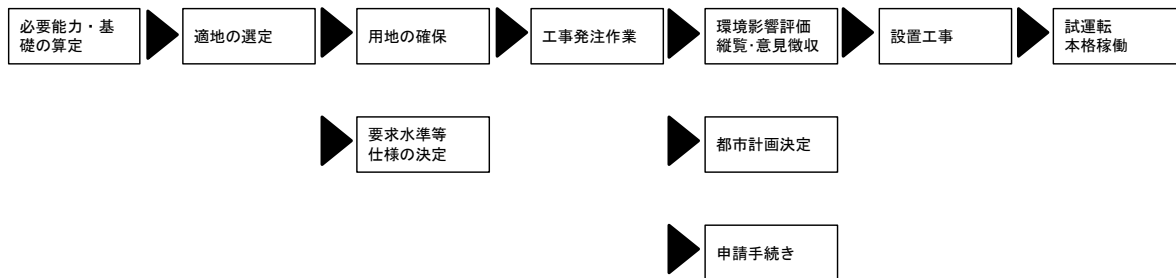 必要能力・基
礎の算定
適地の選定
用地の確保
工事発注作業
環境影響評価
縦覧・意見徴収
設置工事
試運転
本格稼働
要求水準等
仕様の決定
都市計画決定
申請手続き